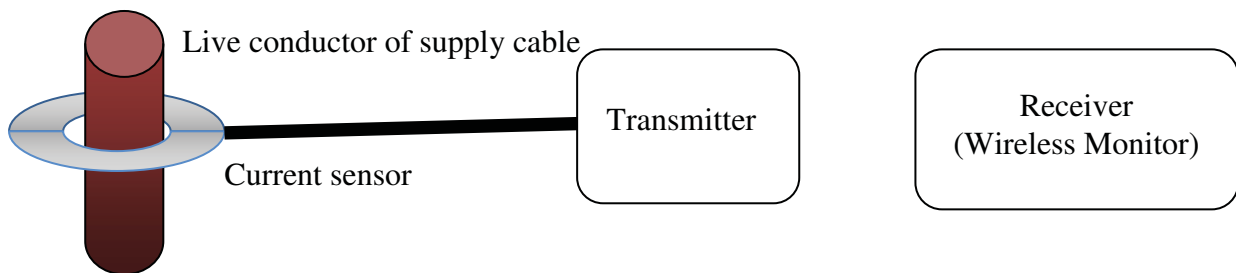 Live conductor of supply cable
Transmitter
Receiver
(Wireless Monitor)
Current sensor